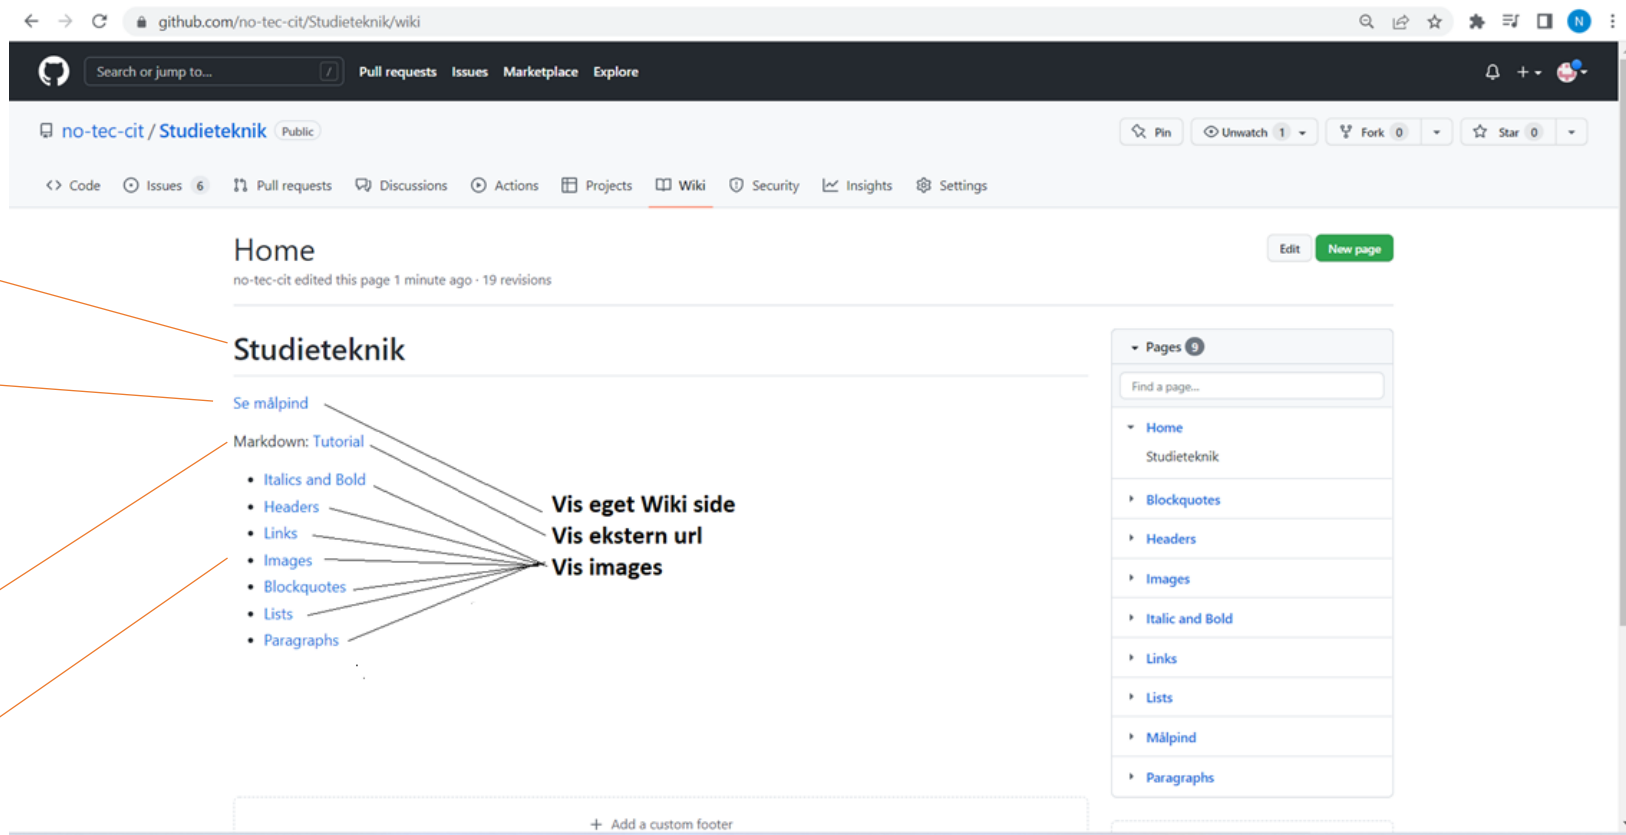 github.com/no-tec-cit/Studieteknik/wiki
N
Search or jump to...
/
Pull requests Issues Marketplace Explore
no-tec-cit / Studieteknik Public
Pin
Unwatch 1
Fork 0
Star 0
<> Code Issues 6 Pull requests Discussions Actions Projects Wiki Security Insights Settings
Home
Edit
New page
no-tec-cit edited this page 1 minute ago · 19 revisions
Studieteknik
Se målpind
Markdown: Tutorial
• Italics and Bold
• Headers
• Links
• Images
• Blockquotes
• Lists
• Paragraphs
Vis eget Wiki side
Vis ekstern url
Vis images
Pages 9
Find a page...
Home
Studieteknik
Blockquotes
Headers
Images
Italic and Bold
Links
Lists
Målpind
Paragraphs
+ Add a custom footer